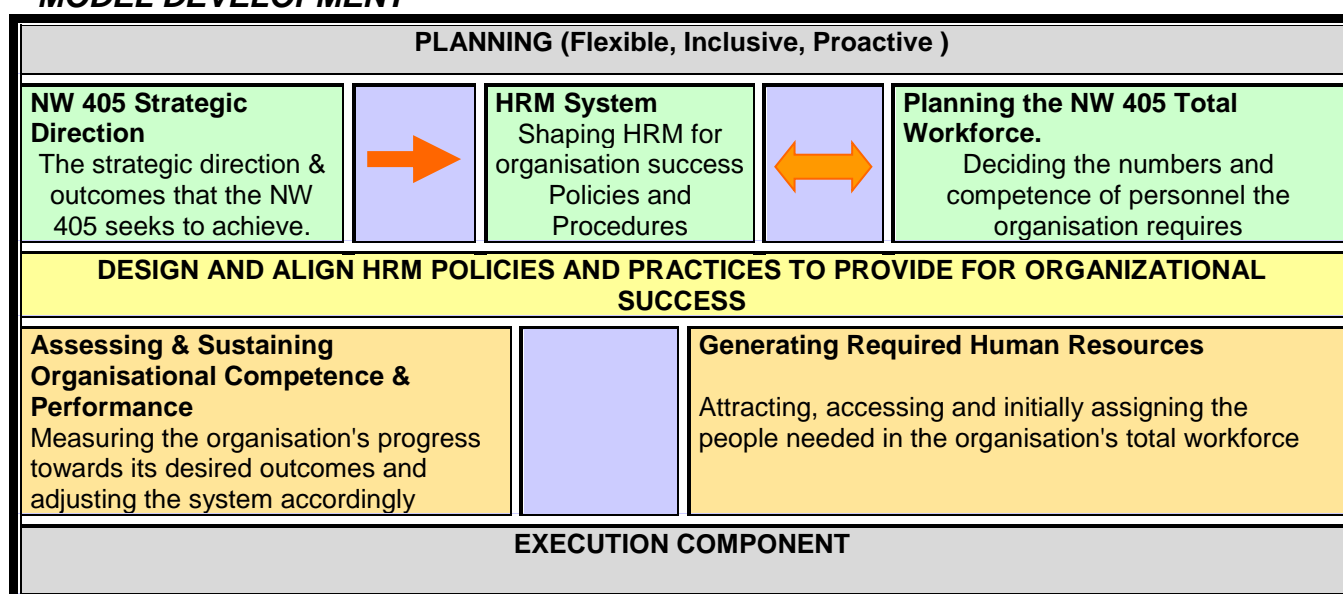 MODEL DEVELOPMENT
PLANNING (Flexible, Inclusive, Proactive )
NW 405 Strategic
Direction
The strategic direction &
outcomes that the NW
405 seeks to achieve.
HRM System
Shaping HRM for
organisation success
Policies and
Procedures
Planning the NW 405 Total
Workforce.
Deciding the numbers and
competence of personnel the
organisation requires
DESIGN AND ALIGN HRM POLICIES AND PRACTICES TO PROVIDE FOR ORGANIZATIONAL
SUCCESS
Assessing & Sustaining
Organisational Competence &
Performance
Measuring the organisation's progress
towards its desired outcomes and
adjusting the system accordingly
Generating Required Human Resources
Attracting, accessing and initially assigning the
people needed in the organisation's total workforce
EXECUTION COMPONENT